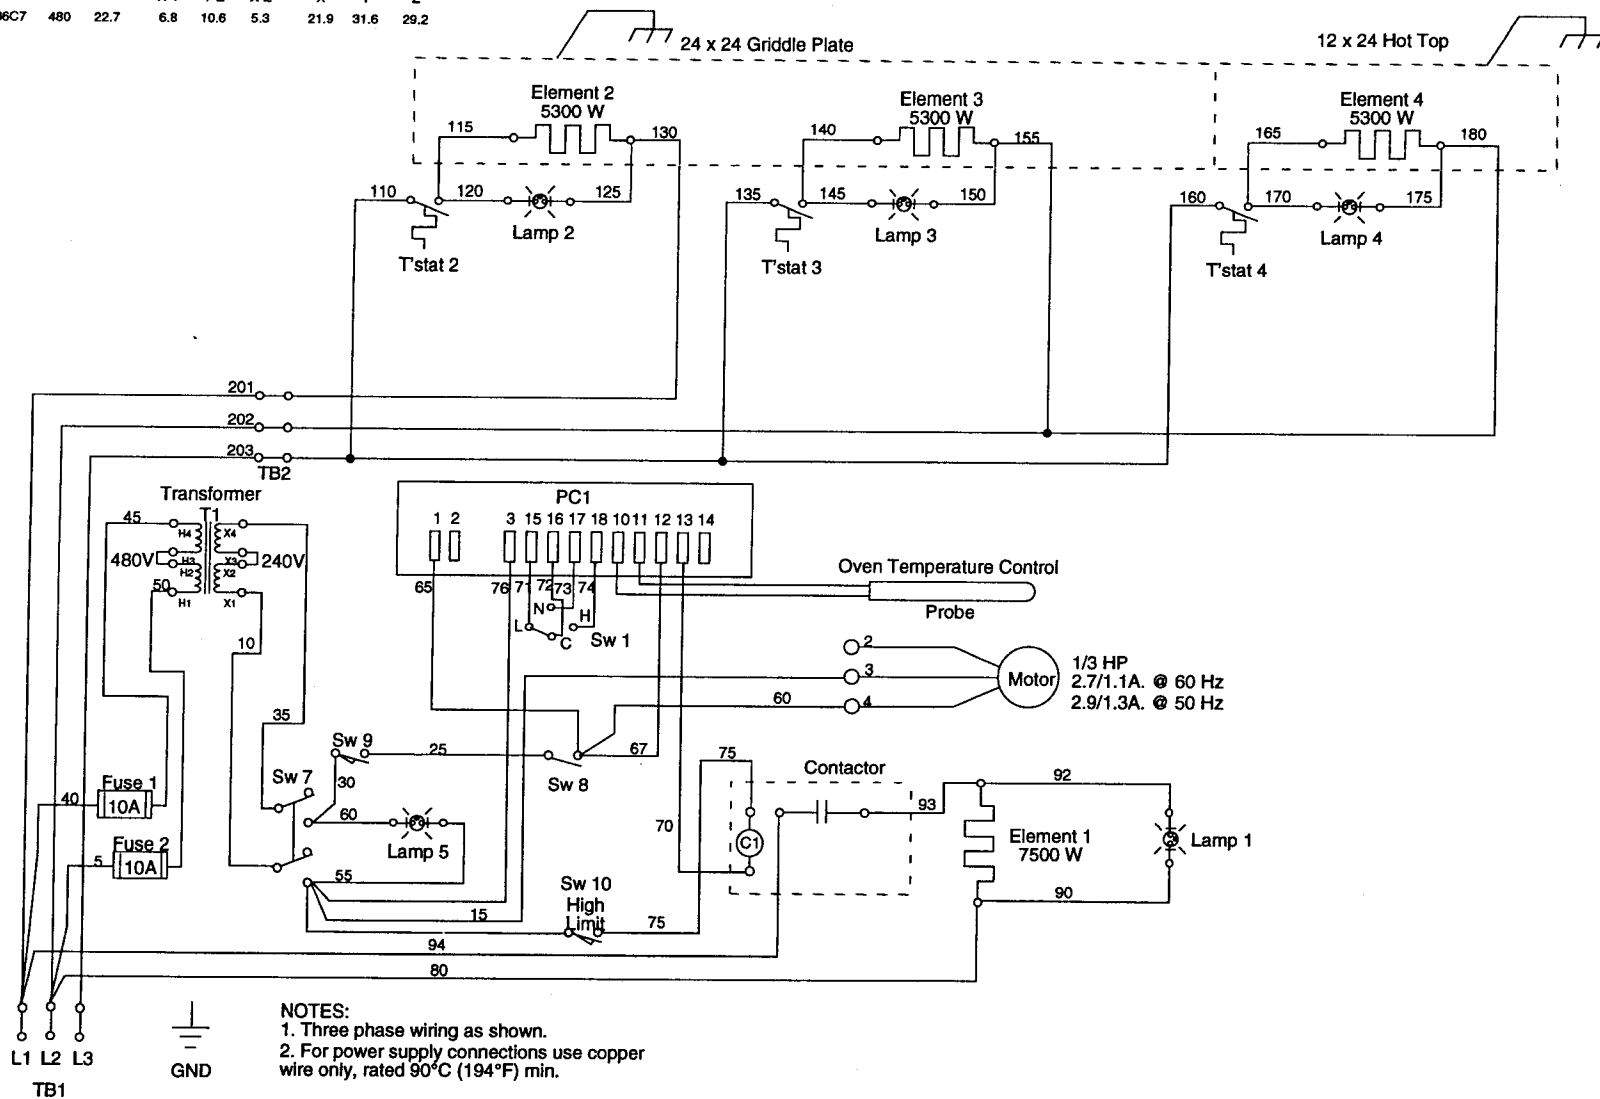 480 22.7 6.8 10.6 5.3 21.9 31.6 29.2
24 x 24 Griddle Plate
12 x 24 Hot Top
Element 2
5300 W
Element 3
5300 W
Element 4
5300 W
115 130 140 155 165 180
110 120 125 135 145 150 160 170 175
Lamp 2
Lamp 3
Lamp 4
T'stat 2
T'stat 3
T'stat 4
201
202
203
TB2
Transformer
T1
45
H4 X4
480V H3 X3 240V
H2 X2
50
H1 X1
10
35
PC1
1 2 3 15 16 17 18 10 11 12 13 14
65 76 71 72 73 74
N
H
L
C
Sw 1
Oven Temperature Control
Probe
2
3
4
60
Motor
1/3 HP
2.7/1.1A. @ 60 Hz
2.9/1.3A. @ 50 Hz
Sw 9
25
67
Sw 8
30
Sw 7
60
Lamp 5
55
15
Fuse 1
40
10A
Fuse 2
5
10A
70
75
Contactor
C1
93
92
Element 1
7500 W
Lamp 1
90
Sw 10
High
Limit
75
94
80
L1 L2 L3
TB1
GND
NOTES:
1. Three phase wiring as shown.
2. For power supply connections use copper
wire only, rated 90°C (194°F) min.